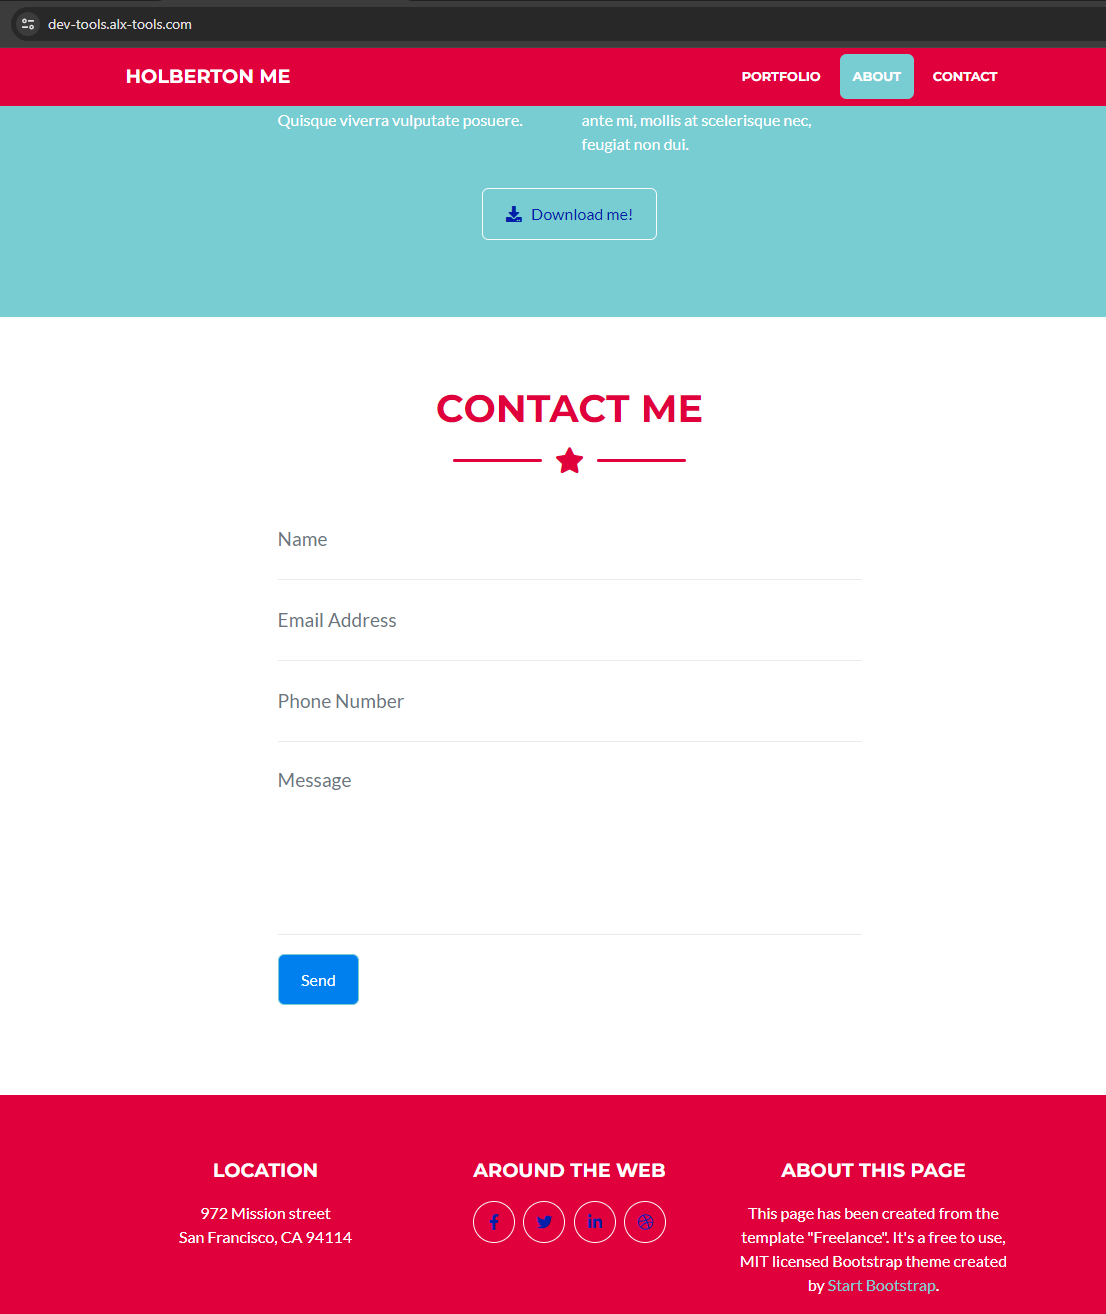 dev-tools.alx-tools.com
HOLBERTON ME
PORTFOLIO
ABOUT
CONTACT
Quisque viverra vulputate posuere.
ante mi, mollis at scelerisque nec,
feugiat non dui.
Download me!
CONTACT ME
Name
Email Address
Phone Number
Message
Send
LOCATION
972 Mission street
San Francisco, CA 94114
AROUND THE WEB
ABOUT THIS PAGE
This page has been created from the
template "Freelance". It's a free to use,
MIT licensed Bootstrap theme created
by Start Bootstrap.